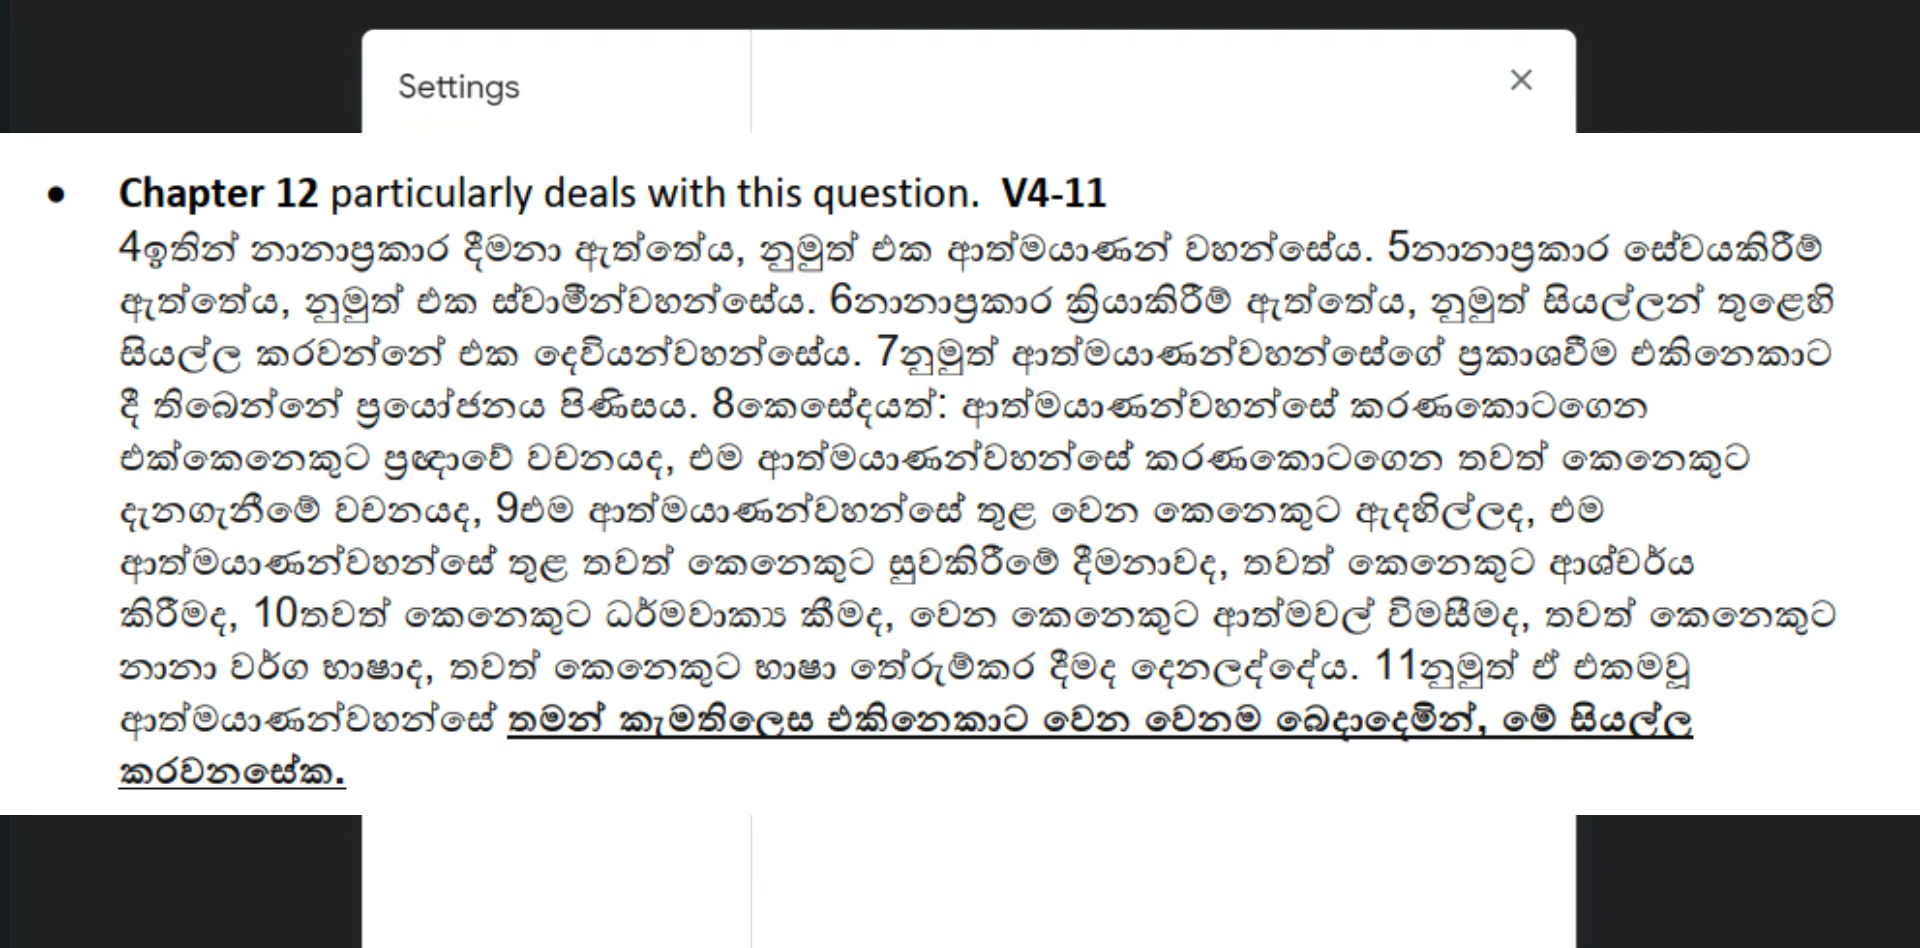 Settings
• Chapter 12 particularly deals with this question. V4-11
4ඉතින් නානාප්‍රකාර දීමනා ඇත්තේය, නුමුත් එක ආත්මයාණන් වහන්සේය. 5නානාප්‍රකාර සේවයකිරීම්
ඇත්තේය, නුමුත් එක ස්වාමීන්වහන්සේය. 6නානාප්‍රකාර ක්‍රියාකිරීම් ඇත්තේය, නුමුත් සියල්ලන් තුළෙහි
සියල්ල කරවන්නේ එක දෙවියන්වහන්සේය. 7නුමුත් ආත්මයාණන්වහන්සේගේ ප්‍රකාශවීම එකිනෙකාට
දී තිබෙන්නේ ප්‍රයෝජනය පිණිසය. 8කෙසේදයත්: ආත්මයාණන්වහන්සේ කරණකොටගෙන
එක්කෙනෙකුට ප්‍රඥාවේ වචනයද, එම ආත්මයාණන්වහන්සේ කරණකොටගෙන තවත් කෙනෙකුට
දැනගැනීමේ වචනයද, 9එම ආත්මයාණන්වහන්සේ තුළ වෙන කෙනෙකුට ඇදහිල්ලද, එම
ආත්මයාණන්වහන්සේ තුළ තවත් කෙනෙකුට සුවකිරීමේ දීමනාවද, තවත් කෙනෙකුට ආශ්චර්ය
කිරීමද, 10තවත් කෙනෙකුට ධර්මවාක්‍ය කීමද, වෙන කෙනෙකුට ආත්මවල් විමසීමද, තවත් කෙනෙකුට
නානා වර්ග භාෂාද, තවත් කෙනෙකුට භාෂා තේරුම්කර දීමද දෙනලද්දේය. 11නුමුත් ඒ එකමවූ
ආත්මයාණන්වහන්සේ තමන් කැමතිලෙස එකිනෙකාට වෙන වෙනම බෙදාදෙමින්, මේ සියල්ල
කරවනසේක.